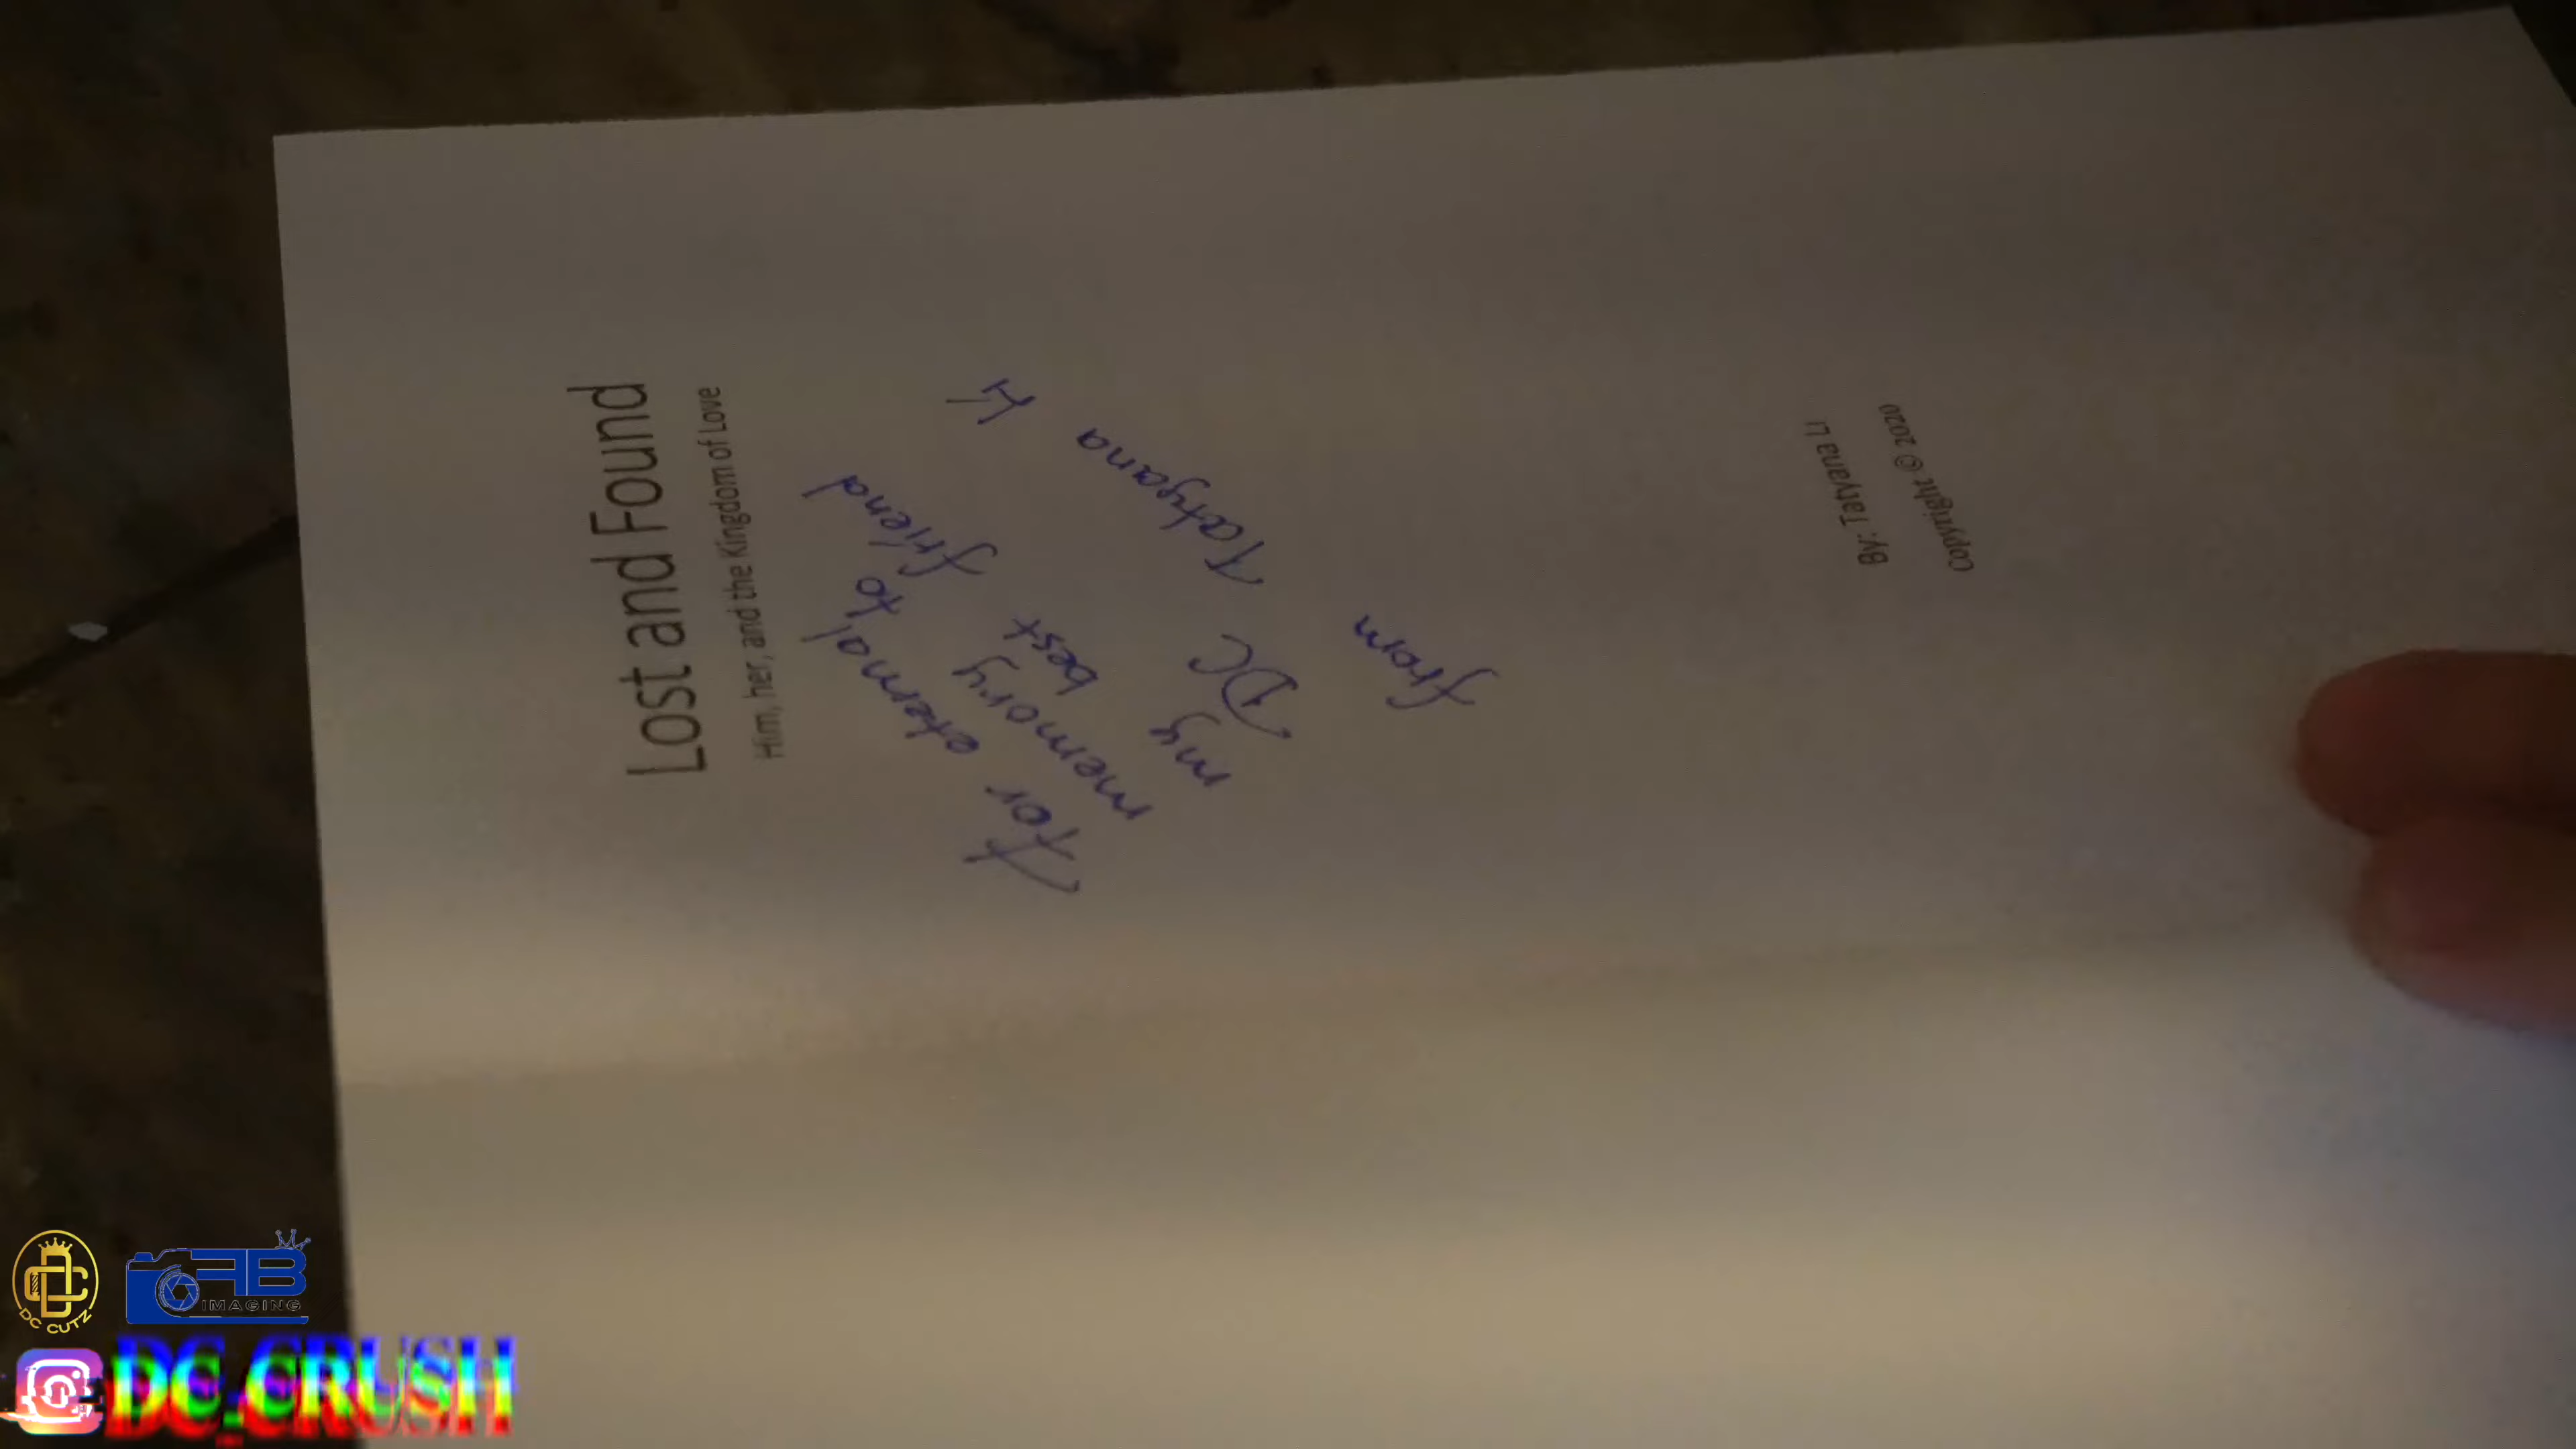 Lost and Found
Him, her, and the Kingdom of Love
For eternal
memory to
my best friend
DC
from Tatyana Li
By: Tatyana Li
Copyright © 2020
DC CUTZ
AB
IMAGING
DC_CRUSH